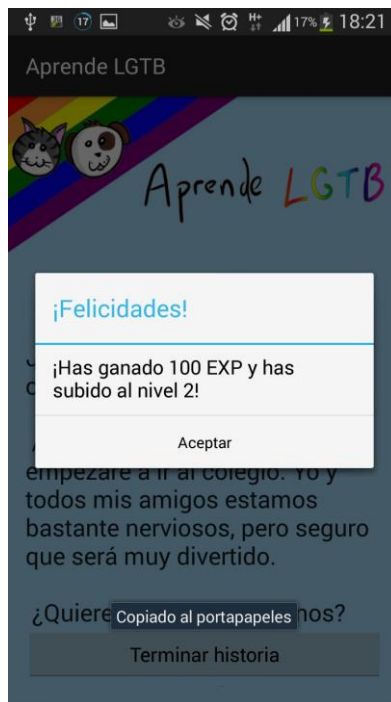 17 H+ 17% 18:21
Aprende LGTB
Aprende LGTB
¡Felicidades!
¡Has ganado 100 EXP y has
subido al nivel 2!
Aceptar
empezaré a ir al colegio. Yo y
todos mis amigos estamos
bastante nerviosos, pero seguro
que será muy divertido.
¿Quiere
Copiado al portapapeles
nos?
Terminar historia